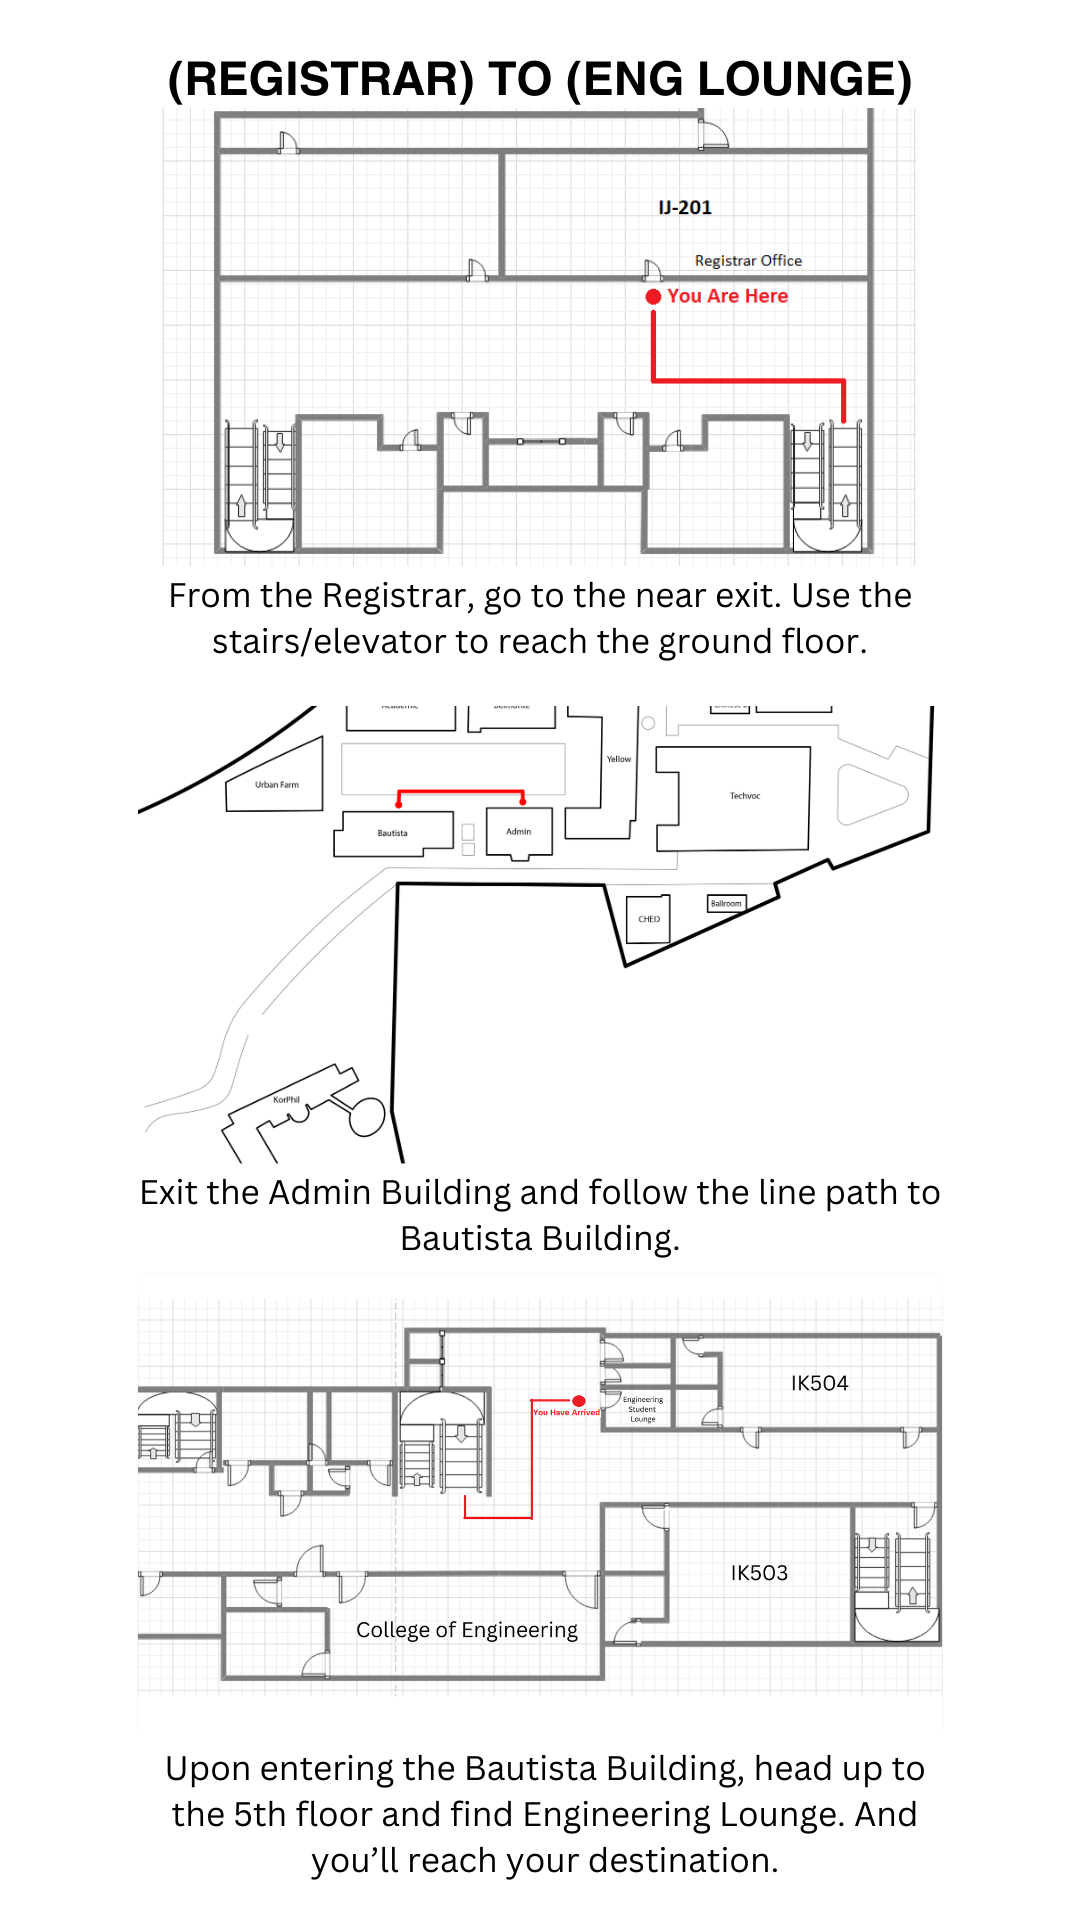 (REGISTRAR) TO (ENG LOUNGE)
IJ-201
Registrar Office
You Are Here
From the Registrar, go to the near exit. Use the
stairs/elevator to reach the ground floor.
Urban Farm
Yellow
Techvoc
Bautista
Admin
CHED
Ballroom
KorPhil
Exit the Admin Building and follow the line path to
Bautista Building.
IK504
Engineering
Student
Lounge
You Have Arrived
IK503
College of Engineering
Upon entering the Bautista Building, head up to
the 5th floor and find Engineering Lounge. And
you’ll reach your destination.